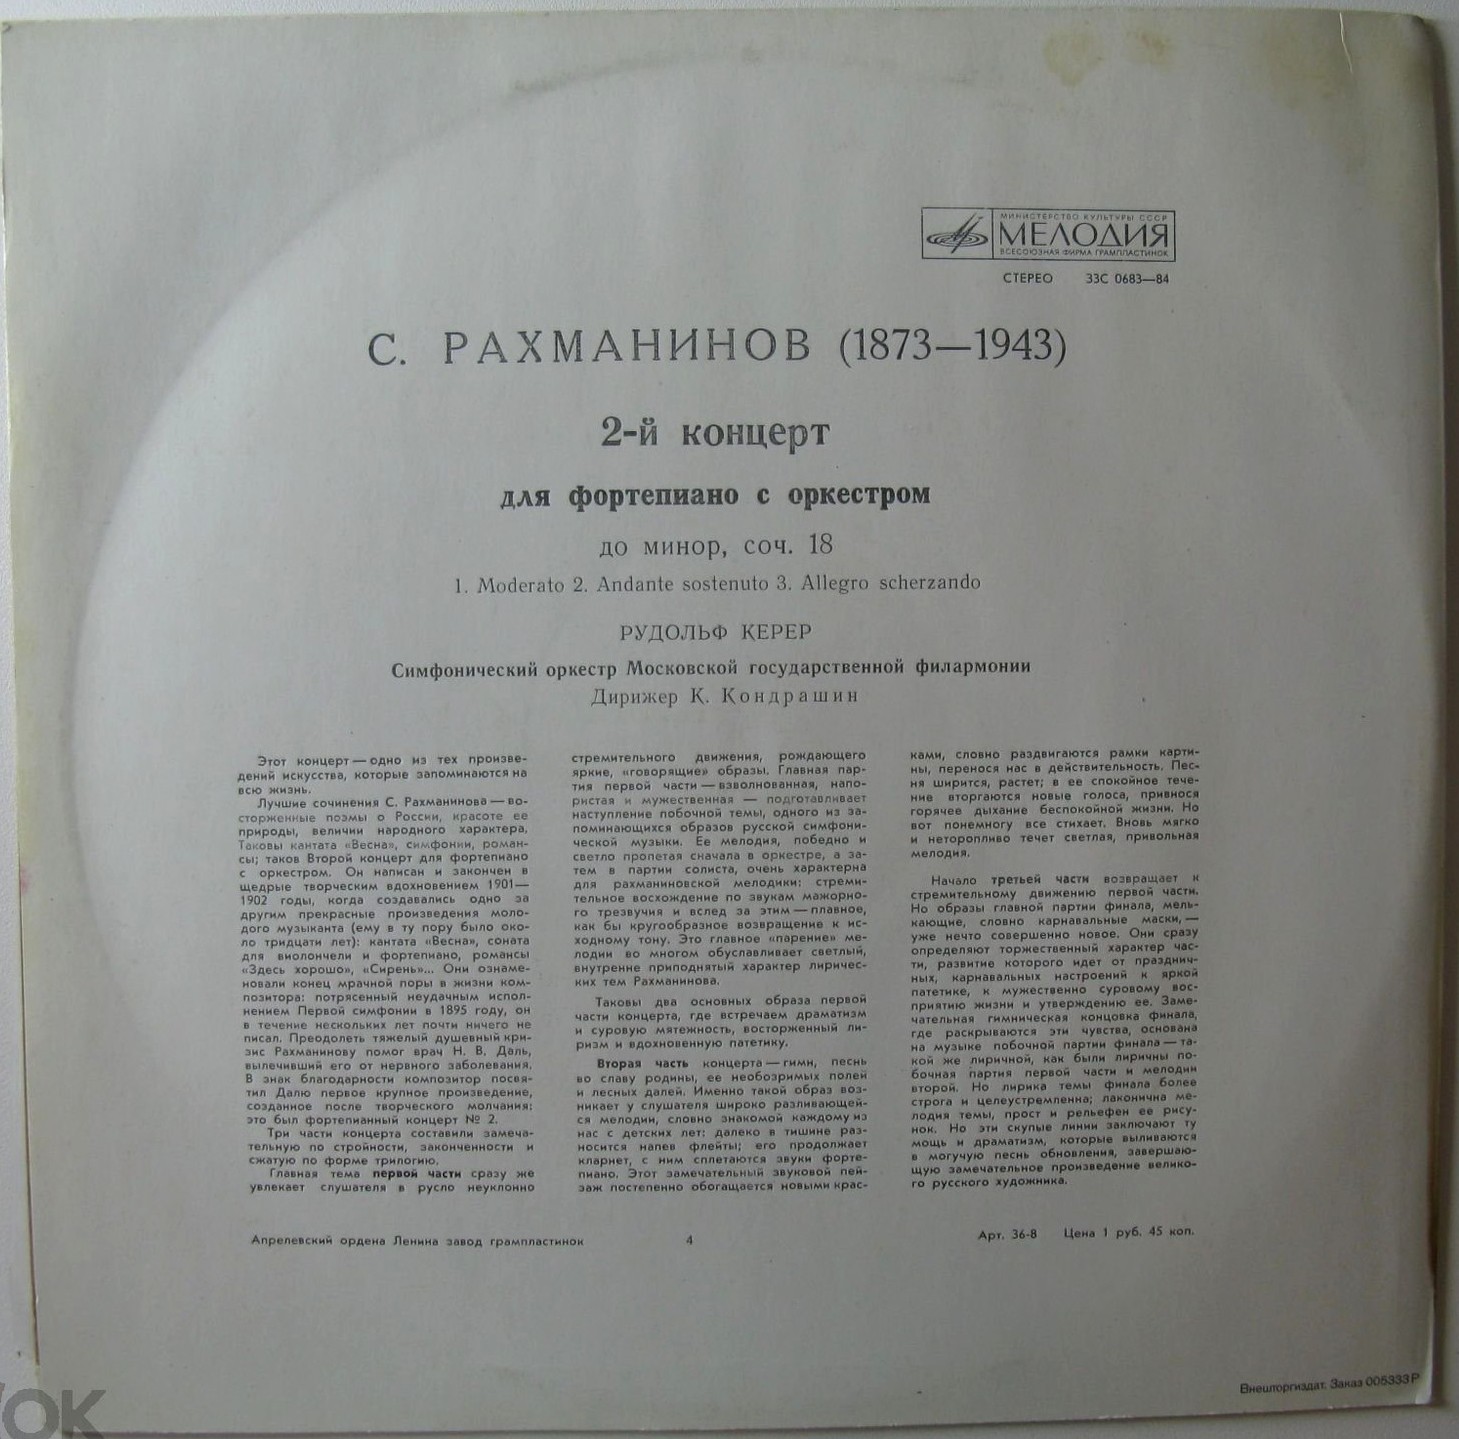 МИНИСТЕРСТВО КУЛЬТУРЫ СССР
МЕЛОДИЯ
ВСЕСОЮЗНАЯ ФИРМА ГРАМПЛАСТИНОК
СТЕРЕО 33С 0683—84
С. РАХМАНИНОВ (1873—1943)
2-й концерт
для фортепиано с оркестром
до минор, соч. 18
1. Moderato 2. Andante sostenuto 3. Allegro scherzando
РУДОЛЬФ КЕРЕР
Симфонический оркестр Московской государственной филармонии
Дирижер К. Кондрашин
Этот концерт — одно из тех произве-
дений искусства, которые запоминаются на
всю жизнь.
Лучшие сочинения С. Рахманинова — во-
сторженные поэмы о России, красоте ее
природы, величии народного характера.
Таковы кантата «Весна», симфонии, роман-
сы; таков Второй концерт для фортепиано
с оркестром. Он написан и закончен в
щедрые творческим вдохновением 1901—
1902 годы, когда создавались одно за
другим прекрасные произведения моло-
дого музыканта (ему в ту пору было око-
ло тридцати лет): кантата «Весна», соната
для виолончели и фортепиано, романсы
«Здесь хорошо», «Сирень»... Они ознаме-
новали конец мрачной поры в жизни ком-
позитора: потрясенный неудачным испол-
нением Первой симфонии в 1895 году, он
в течение нескольких лет почти ничего не
писал. Преодолеть тяжелый душевный кри-
зис Рахманинову помог врач Н. В. Даль,
вылечивший его от нервного заболевания.
В знак благодарности композитор посвя-
тил Далю первое крупное произведение,
созданное после творческого молчания:
это был фортепианный концерт № 2.
Три части концерта составили замеча-
тельную по стройности, законченности и
сжатую по форме трилогию.
Главная тема первой части сразу же
увлекает слушателя в русло неуклонно
стремительного движения, рождающего
яркие, «говорящие» образы. Главная пар-
тия первой части — взволнованная, напо-
ристая и мужественная — подготавливает
наступление побочной темы, одного из за-
поминающихся образов русской симфони-
ческой музыки. Ее мелодия, победно и
светло пропетая сначала в оркестре, а за-
тем в партии солиста, очень характерна
для рахманиновской мелодики: стреми-
тельное восхождение по звукам мажорно-
го трезвучия и вслед за этим — плавное,
как бы кругообразное возвращение к ис-
ходному тону. Это главное «парение» ме-
лодии во многом обуславливает светлый,
внутренне приподнятый характер лиричес-
ких тем Рахманинова.
Таковы два основных образа первой
части концерта, где встречаем драматизм
и суровую мятежность, восторженный ли-
ризм и вдохновенную патетику.
Вторая часть концерта — гимн, песнь
во славу родины, ее необозримых полей
и лесных далей. Именно такой образ воз-
никает у слушателя широко разливающей-
ся мелодии, словно знакомой каждому из
нас с детских лет: далеко в тишине раз-
носится напев флейты; его продолжает
кларнет, с ним сплетаются звуки форте-
пиано. Этот замечательный звуковой пей-
заж постепенно обогащается новыми крас-
ками, словно раздвигаются рамки карти-
ны, перенося нас в действительность. Пес-
ня ширится, растет; в ее спокойное тече-
ние вторгаются новые голоса, привнося
горячее дыхание беспокойной жизни. Но
вот понемногу все стихает. Вновь мягко
и неторопливо течет светлая, привольная
мелодия.
Начало третьей части возвращает к
стремительному движению первой части.
Но образы главной партии финала, мель-
кающие, словно карнавальные маски, —
уже нечто совершенно новое. Они сразу
определяют торжественный характер час-
ти, развитие которого идет от празднич-
ных, карнавальных настроений к яркой
патетике, к мужественно суровому вос-
приятию жизни и утверждению ее. Заме-
чательная гимническая концовка финала,
где раскрываются эти чувства, основана
на музыке побочной партии финала — та-
кой же лиричной, как были лиричны по-
бочная партия первой части и мелодии
второй. Но лирика темы финала более
строга и целеустремленна; лаконична ме-
лодия темы, прост и рельефен ее рису-
нок. Но эти скупые линии заключают ту
мощь и драматизм, которые выливаются
в могучую песнь обновления, завершаю-
щую замечательное произведение велико-
го русского художника.
Апрелевский ордена Ленина завод грампластинок 4 Арт. 36-8 Цена 1 руб. 45 коп.
Внешторгиздат. Заказ 005333Р
ОК